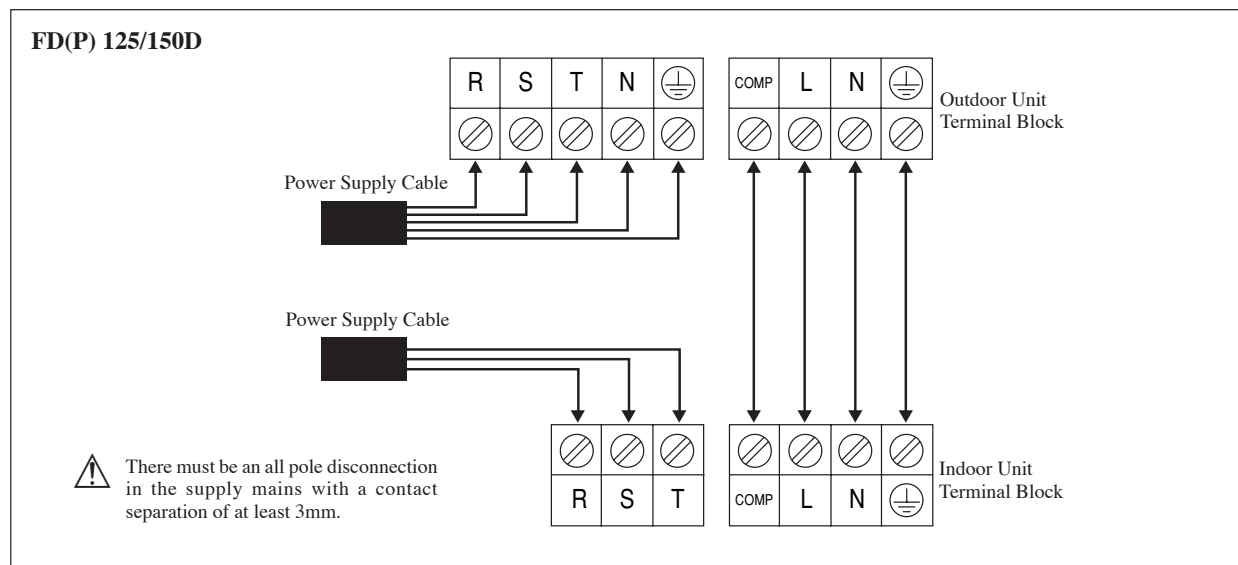 FD(P) 125/150D
R S T N
COMP L N
Outdoor Unit
Terminal Block
Power Supply Cable
Power Supply Cable
There must be an all pole disconnection
in the supply mains with a contact
separation of at least 3mm.
R S T
COMP L N
Indoor Unit
Terminal Block